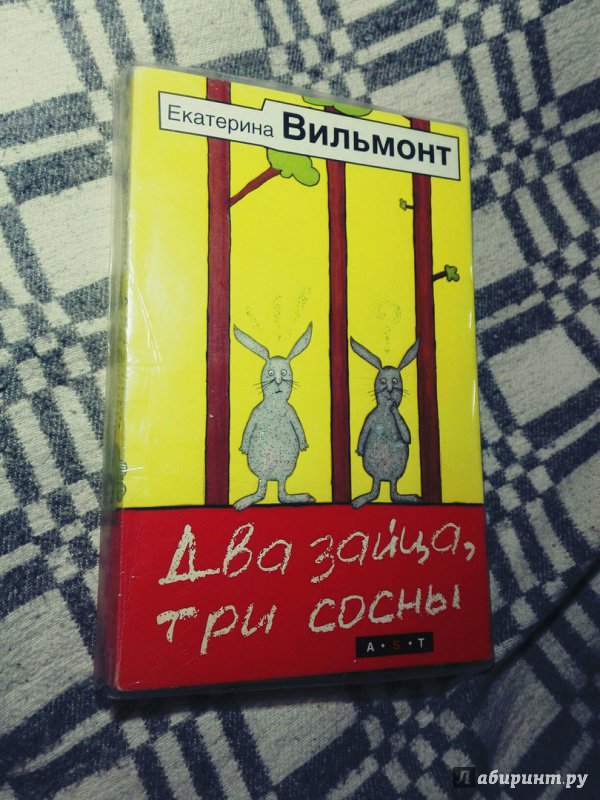 Екатерина Вильмонт
Два зайца,
три сосны
A•S•T
Лабиринт.ру